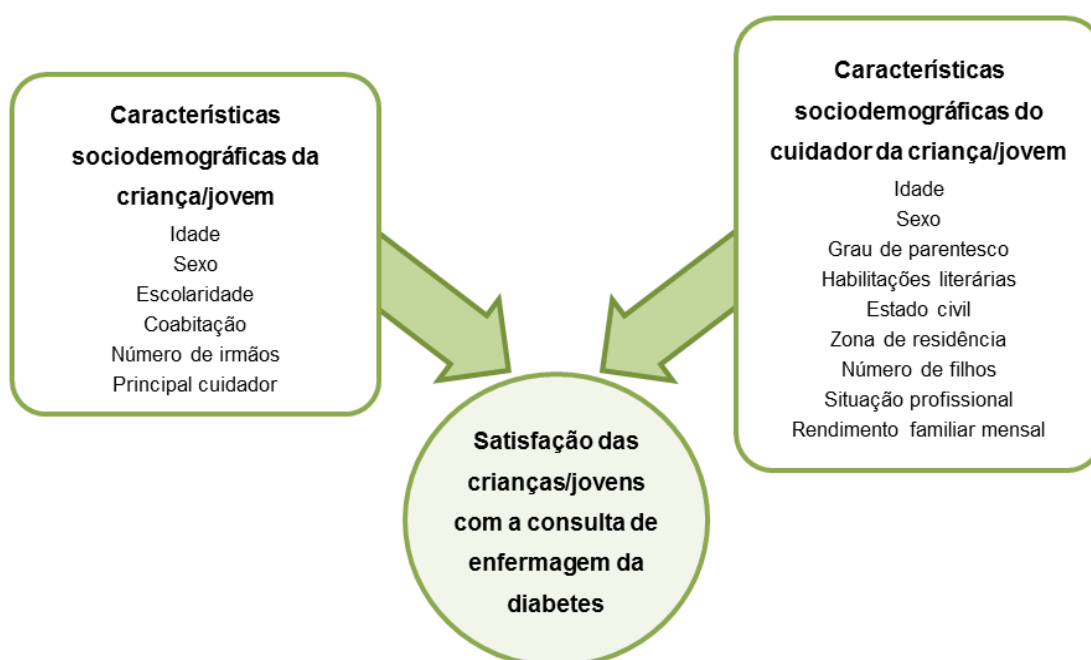 Características
sociodemográficas da
criança/jovem
Idade
Sexo
Escolaridade
Coabitação
Número de irmãos
Principal cuidador
Características
sociodemográficas do
cuidador da criança/jovem
Idade
Sexo
Grau de parentesco
Habilitações literárias
Estado civil
Zona de residência
Número de filhos
Situação profissional
Rendimento familiar mensal
Satisfação das
crianças/jovens
com a consulta de
enfermagem da
diabetes